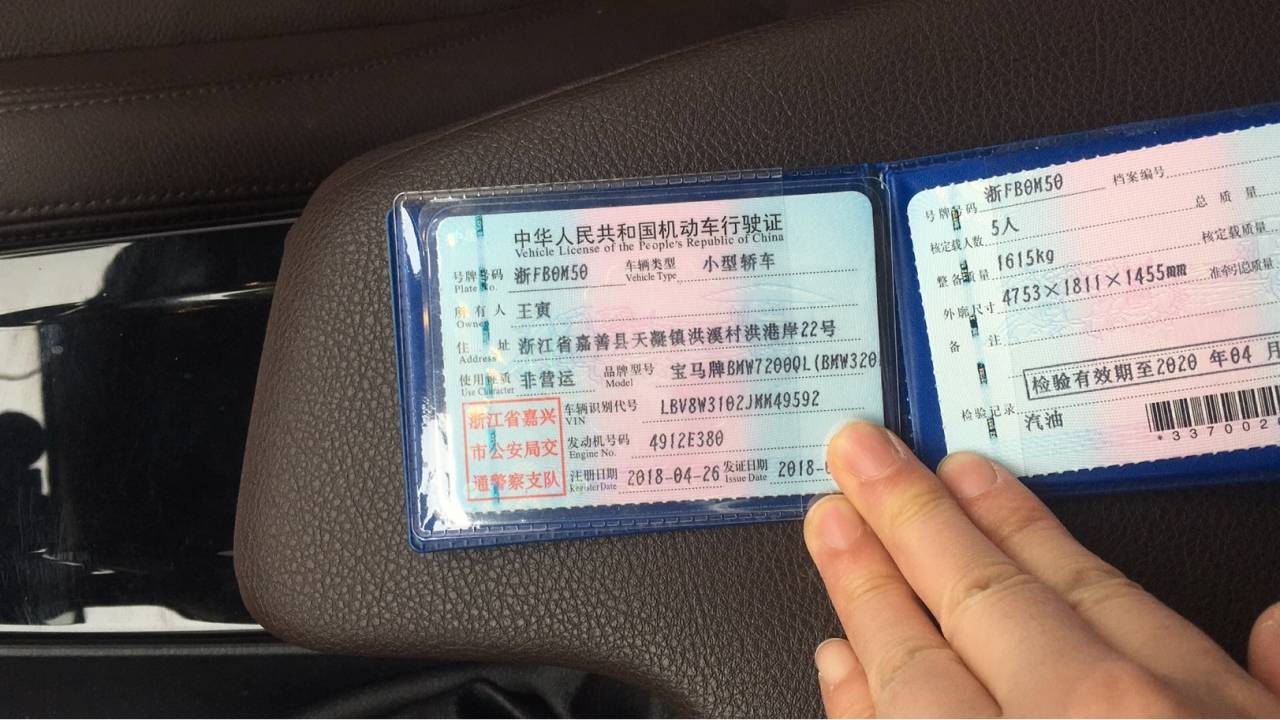 中华人民共和国机动车行驶证
Vehicle License of the People's Republic of China
号牌号码 浙FB0M50 车辆类型 小型轿车
Plate No. Vehicle Type
所有人 王寅
Owner
住址 浙江省嘉善县天凝镇洪溪村洪港岸22号
Address
使用性质 非营运 品牌型号 宝马牌BMW7200QL(BMW320
Use Character Model
浙江省嘉兴
市公安局交
通警察支队
车辆识别代号 LBV8W3102JMM49592
VIN
发动机号码 4912E380
Engine No.
注册日期 2018-04-26 发证日期 2018-
Register Date Issue Date
号牌号码 浙FB0M50 档案编号
核定载人数 5人 总质量
整备质量 1615kg 核定载质量
外廓尺寸 4753×1811×1455mm 准牵引总质量
备注
检验有效期至2020 年04 月
检验记录 汽油
*337002